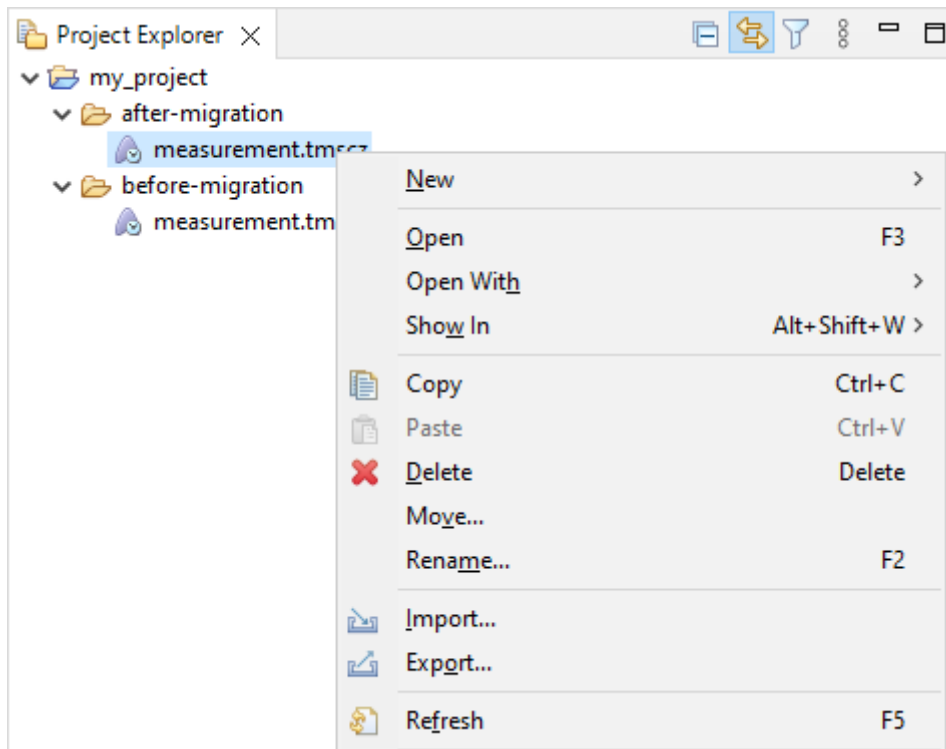 Project Explorer
my_project
after-migration
measurement.tmscz
before-migration
measurement.tm
New
Open F3
Open With
Show In Alt+Shift+W
Copy Ctrl+C
Paste Ctrl+V
Delete Delete
Move...
Rename... F2
Import...
Export...
Refresh F5